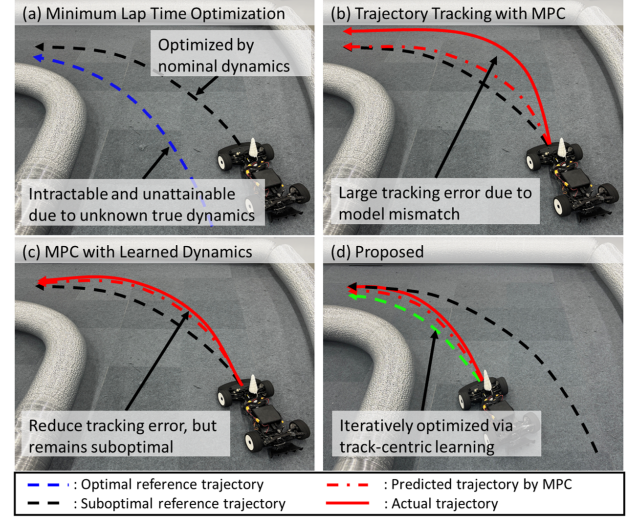 (a) Minimum Lap Time Optimization
Optimized by
nominal dynamics
Intractable and unattainable
due to unknown true dynamics
(b) Trajectory Tracking with MPC
Large tracking error due to
model mismatch
(c) MPC with Learned Dynamics
Reduce tracking error, but
remains suboptimal
(d) Proposed
Iteratively optimized via
track-centric learning
: Optimal reference trajectory
: Suboptimal reference trajectory
: Predicted trajectory by MPC
: Actual trajectory